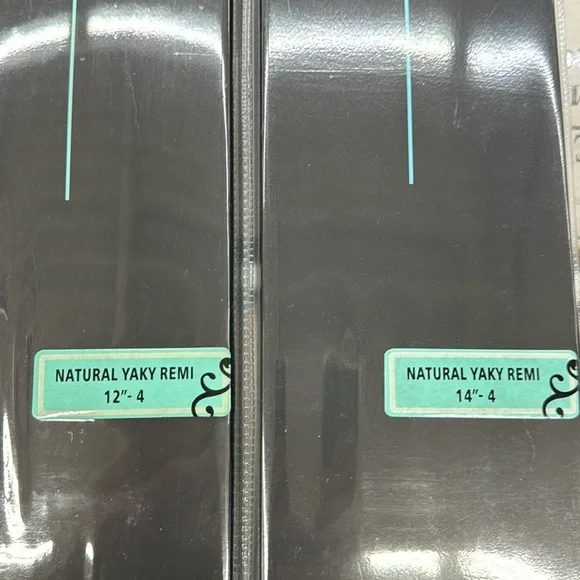 NATURAL YAKY REMI
12"- 4
NATURAL YAKY REMI
14"- 4